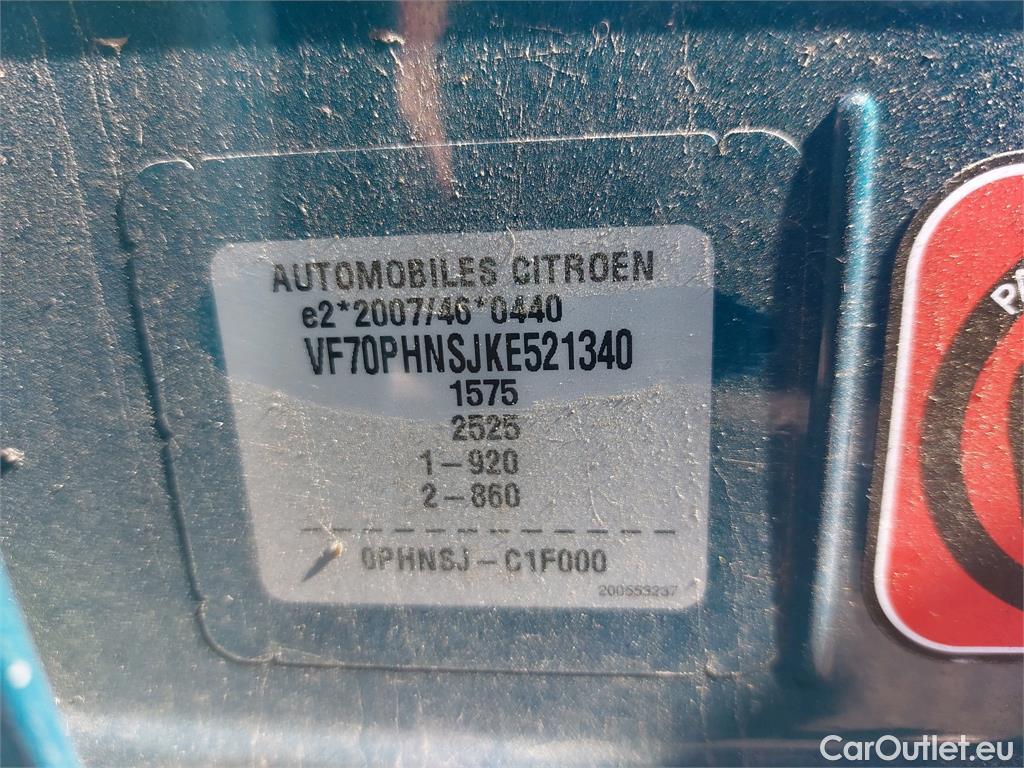 AUTOMOBILES CITROEN
e2*2007/46*0440
VF70PHNSJKE521340
1575
2525
1-920
2-860
0PHNSJ-C1F000
200553237
CarOutlet.eu